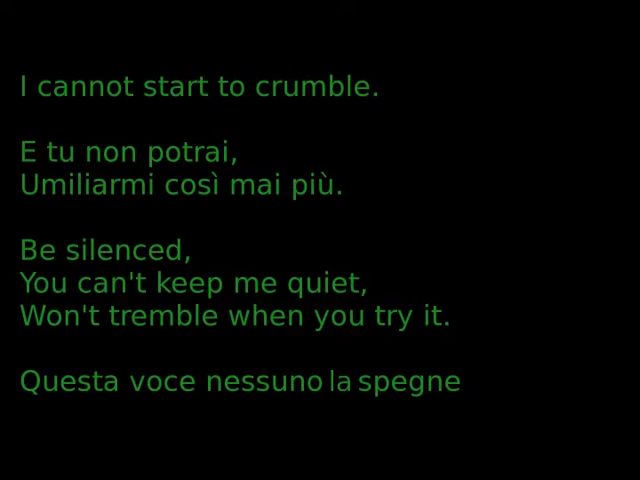 I cannot start to crumble.
E tu non potrai,
Umiliarmi così mai più.
Be silenced,
You can't keep me quiet,
Won't tremble when you try it.
Questa voce nessuno la spegne